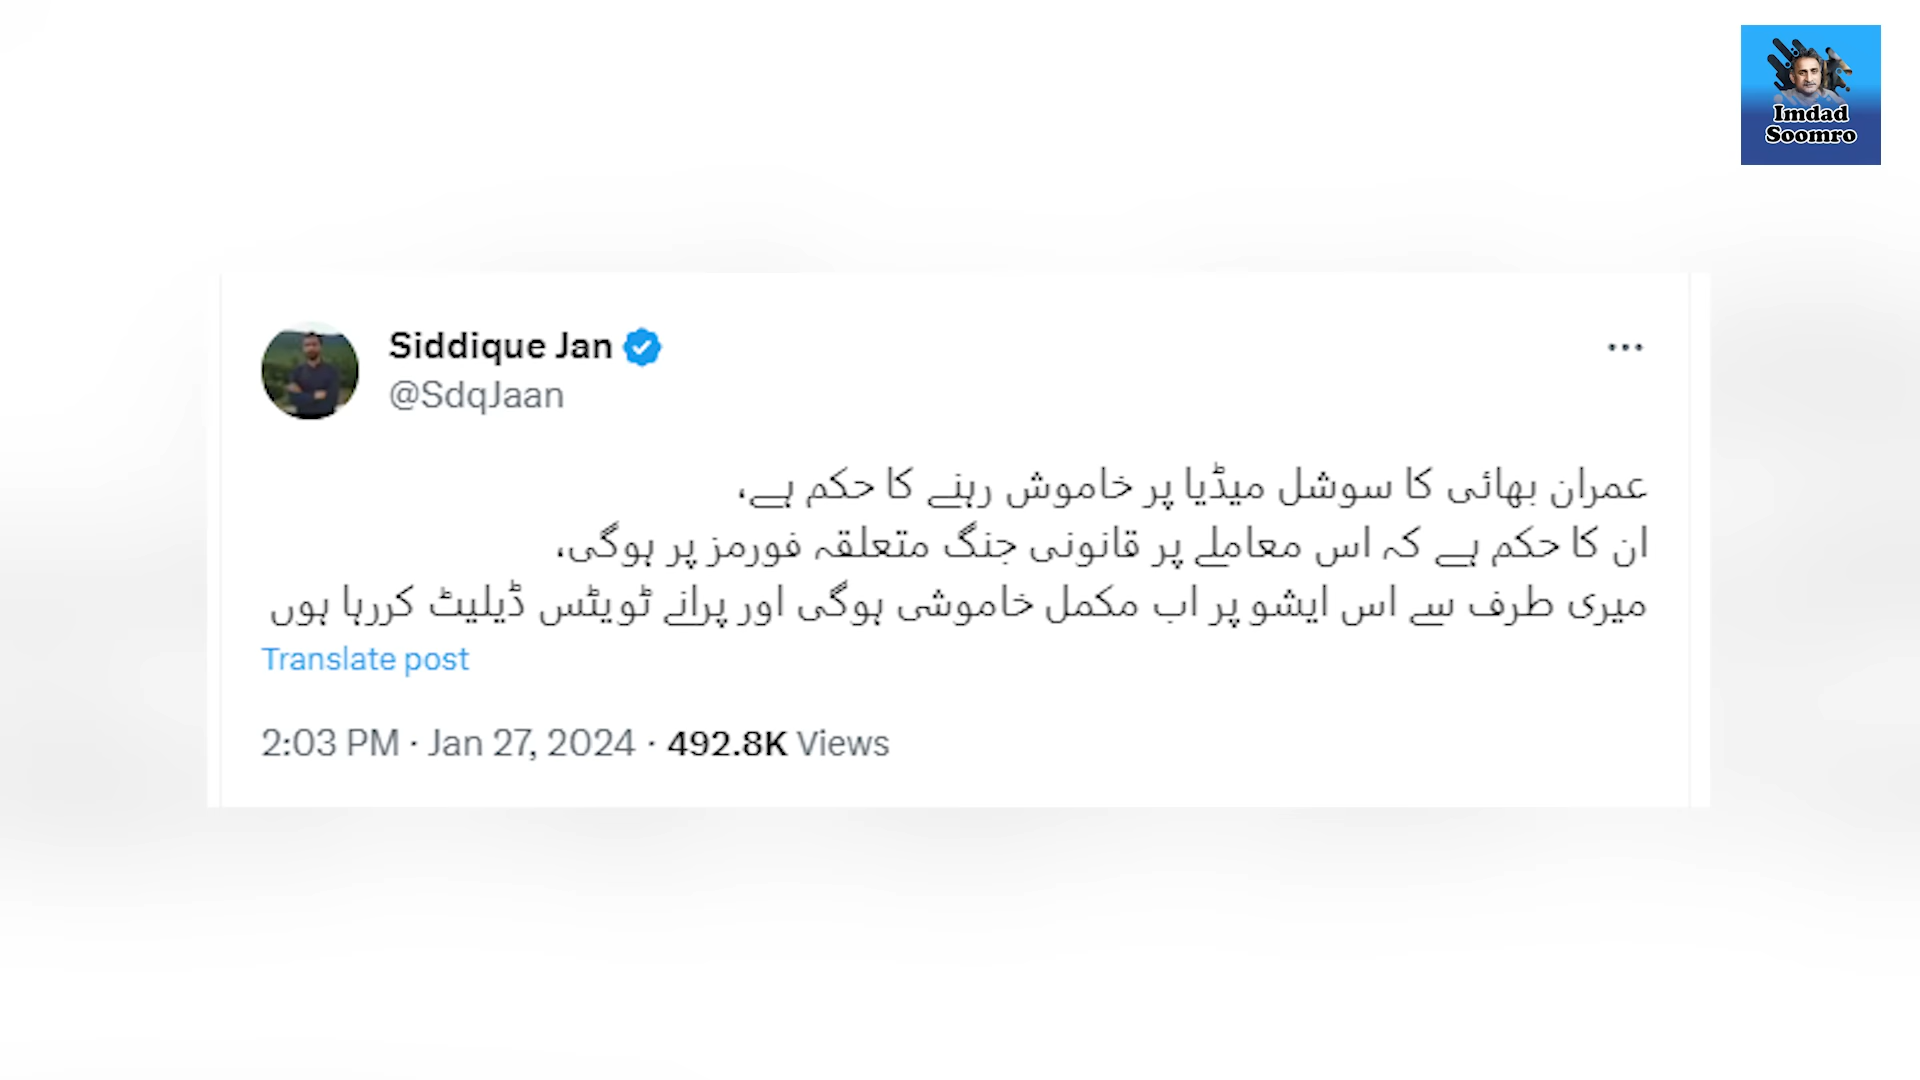 Imdad
Soomro
Siddique Jan
@SdqJaan
عمران بھائی کا سوشل میڈیا پر خاموش رہنے کا حکم ہے،
ان کا حکم ہے کہ اس معاملے پر قانونی جنگ متعلقہ فورمز پر ہوگی،
میری طرف سے اس ایشو پر اب مکمل خاموشی ہوگی اور پرانے ٹویٹس ڈیلیٹ کررہا ہوں
Translate post
2:03 PM · Jan 27, 2024 · 492.8K Views